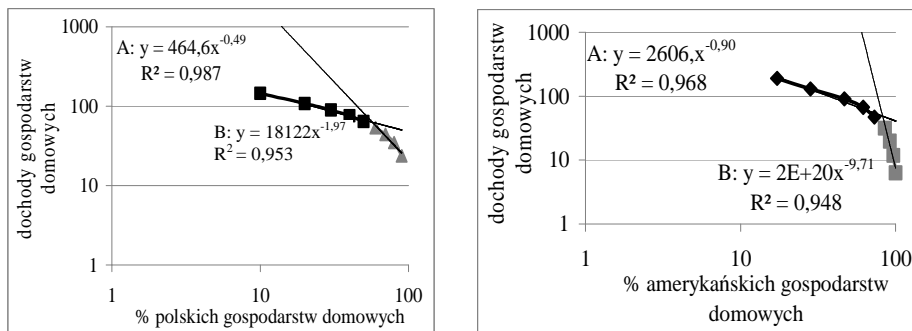 dochody gospodarstw
domowych
1000
100
10
1
A: y = 464,6x^-0,49
R² = 0,987
B: y = 18122x^-1,97
R² = 0,953
1
10
100
% polskich gospodarstw domowych
dochody gospodarstw
domowych
1000
100
10
1
A: y = 2606,x^-0,90
R² = 0,968
B: y = 2E+20x^-9,71
R² = 0,948
1
10
100
% amerykańskich gospodarstw
domowych